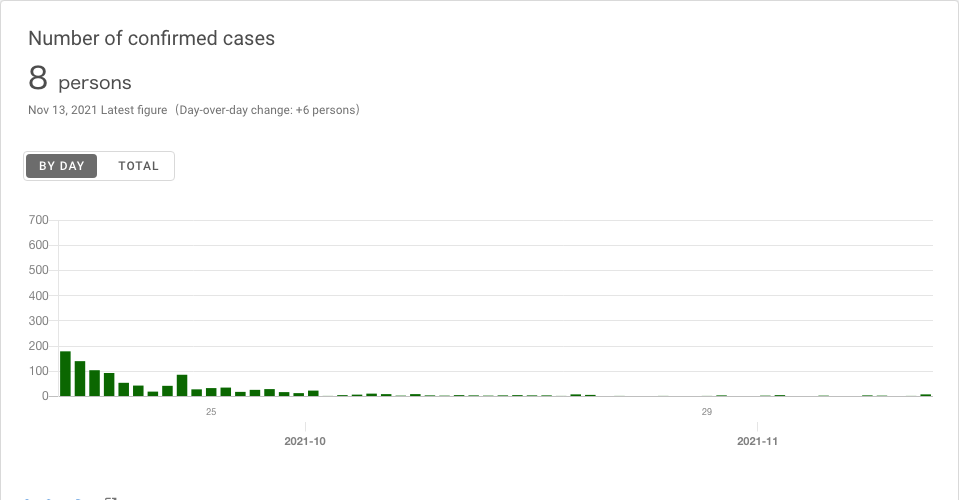 Number of confirmed cases
8 persons
Nov 13, 2021 Latest figure（Day-over-day change: +6 persons）
BY DAY TOTAL
700
600
500
400
300
200
100
0
25 29
2021-10 2021-11